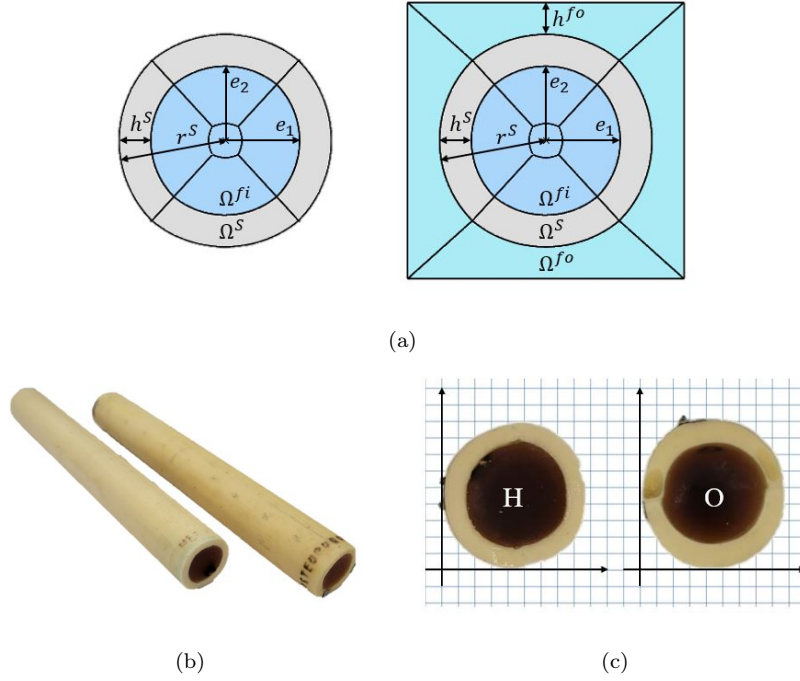 h^{fo}
e_2
h^S
r^S
e_1
Ω^{fi}
Ω^S
e_2
h^S
r^S
e_1
Ω^{fi}
Ω^S
Ω^{fo}
(a)
H
O
(b)
(c)